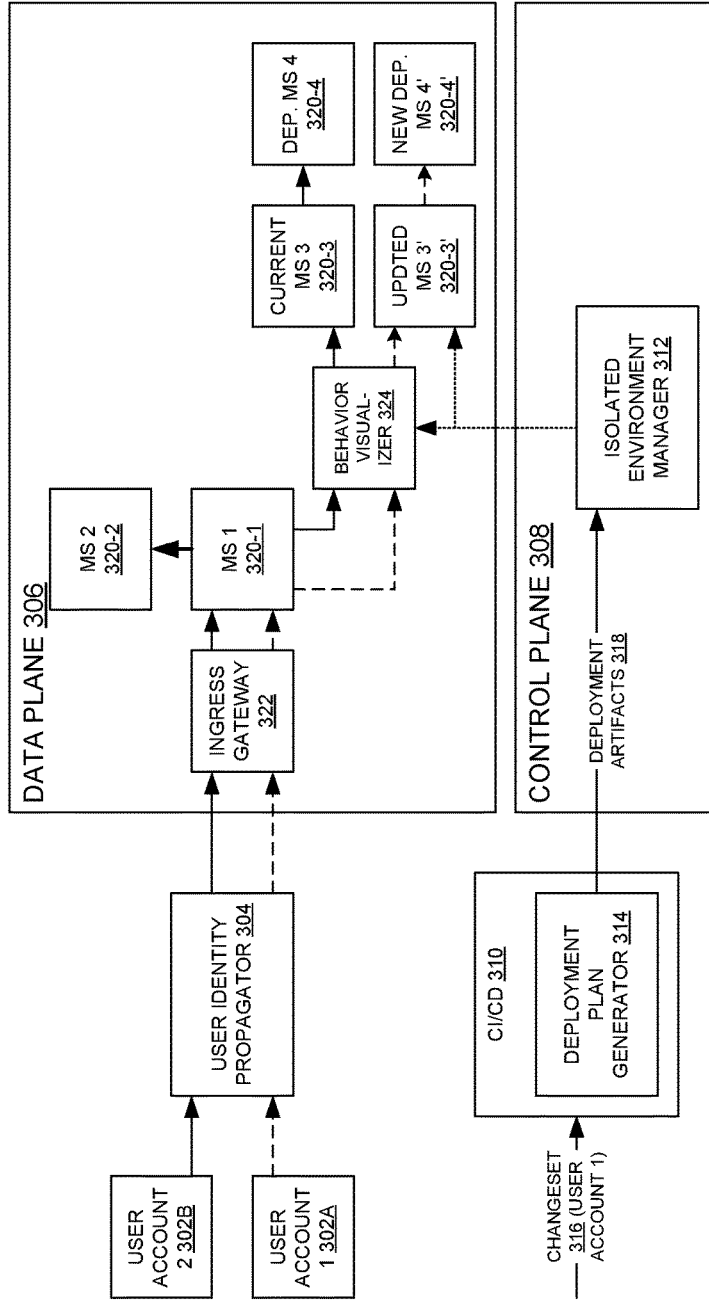 DATA PLANE 306
USER
ACCOUNT
2 302B
USER
ACCOUNT
1 302A
USER IDENTITY
PROPAGATOR 304
INGRESS
GATEWAY
322
MS 2
320-2
MS 1
320-1
BEHAVIOR
VISUAL-
IZER 324
CURRENT
MS 3
320-3
DEP. MS 4
320-4
UPDTED
MS 3'
320-3'
NEW DEP.
MS 4'
320-4'
CONTROL PLANE 308
CHANGESET
316 (USER
ACCOUNT 1)
CI/CD 310
DEPLOYMENT
PLAN
GENERATOR 314
DEPLOYMENT
ARTIFACTS 318
ISOLATED
ENVIRONMENT
MANAGER 312